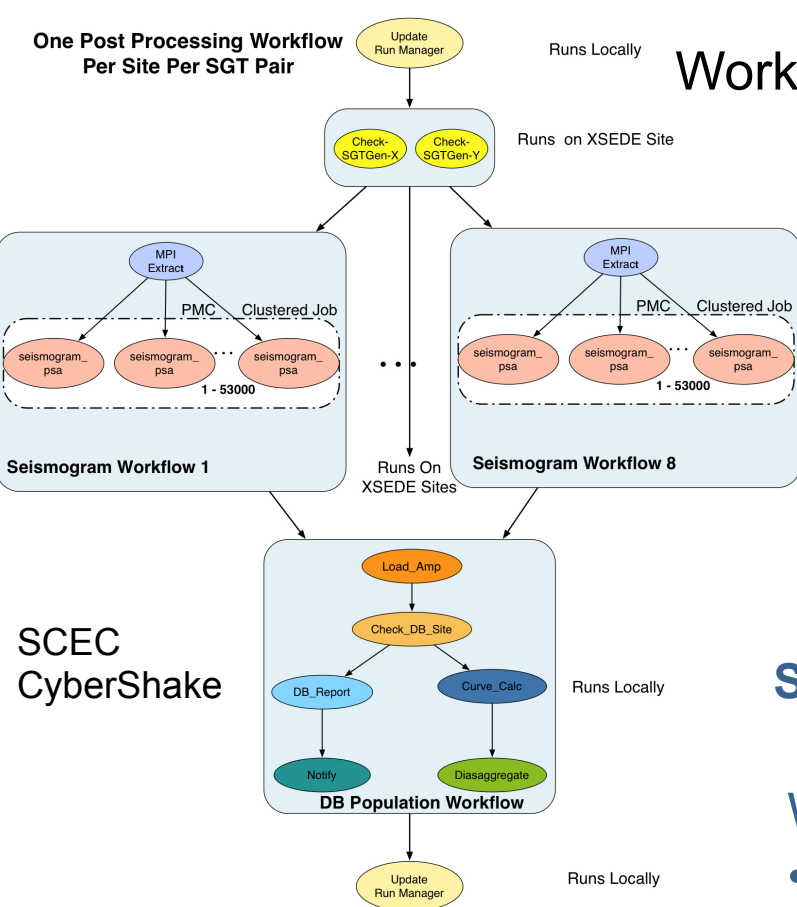 One Post Processing Workflow
Per Site Per SGT Pair
Update
Run Manager
Runs Locally
Work
Check-
SGTGen-X
Check-
SGTGen-Y
Runs on XSEDE Site
MPI
Extract
PMC Clustered Job
seismogram_
psa
seismogram_
psa
...
seismogram_
psa
1 - 53000
Seismogram Workflow 1
...
Runs On
XSEDE Sites
MPI
Extract
PMC Clustered Job
seismogram_
psa
seismogram_
psa
...
seismogram_
psa
1 - 53000
Seismogram Workflow 8
Load_Amp
Check_DB_Site
DB_Report
Curve_Calc
Notify
Diasaggregate
DB Population Workflow
Runs Locally
SCEC
CyberShake
S
Update
Run Manager
Runs Locally